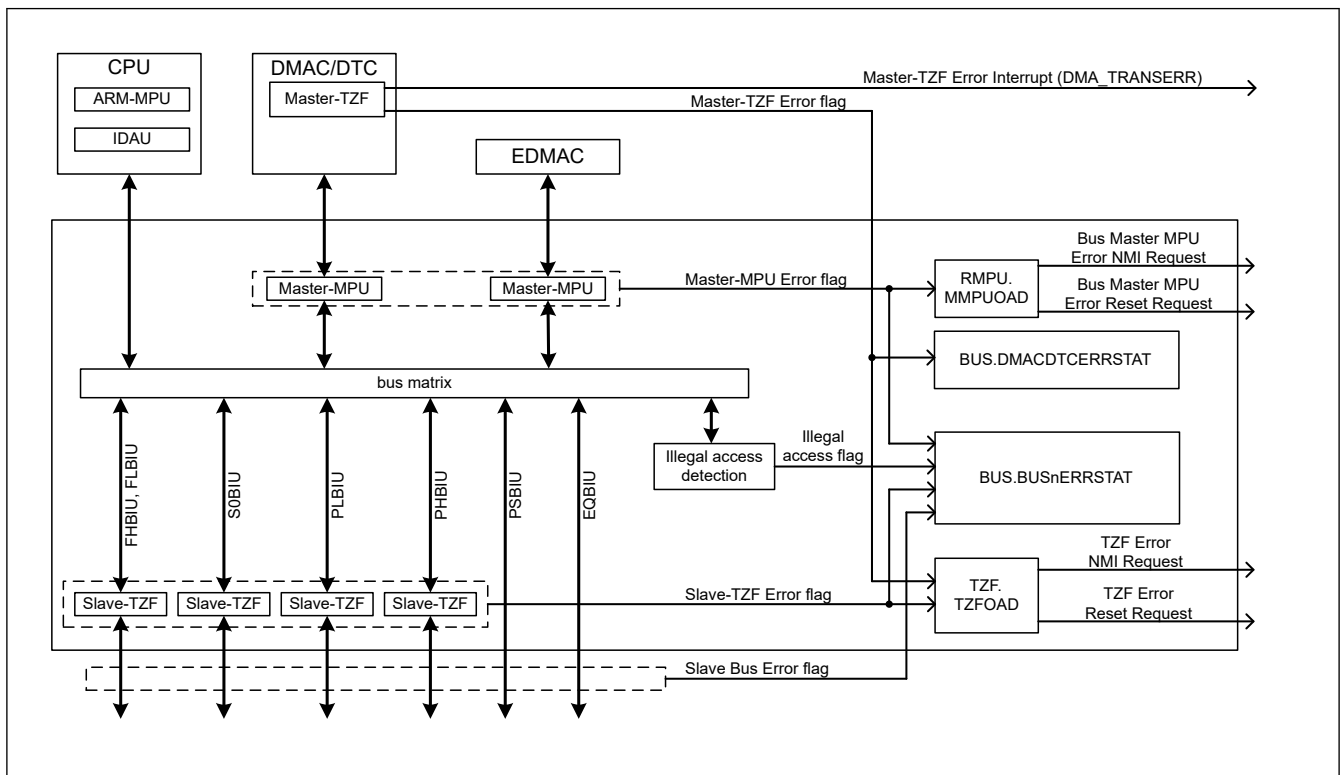 CPU
ARM-MPU
IDAU
DMAC/DTC
Master-TZF
EDMAC
Master-TZF Error Interrupt (DMA_TRANSERR)
Master-TZF Error flag
Master-MPU
Master-MPU
Master-MPU Error flag
RMPU.
MMPUOAD
Bus Master MPU
Error NMI Request
Bus Master MPU
Error Reset Request
BUS.DMACDTCERRSTAT
bus matrix
FHBIU, FLBIU
S0BIU
PLBIU
PHBIU
PSBIU
EQBIU
Illegal access
detection
Illegal
access flag
BUS.BUSnERRSTAT
Slave-TZF
Slave-TZF
Slave-TZF
Slave-TZF
Slave-TZF Error flag
TZF.
TZFOAD
TZF Error
NMI Request
TZF Error
Reset Request
Slave Bus Error flag